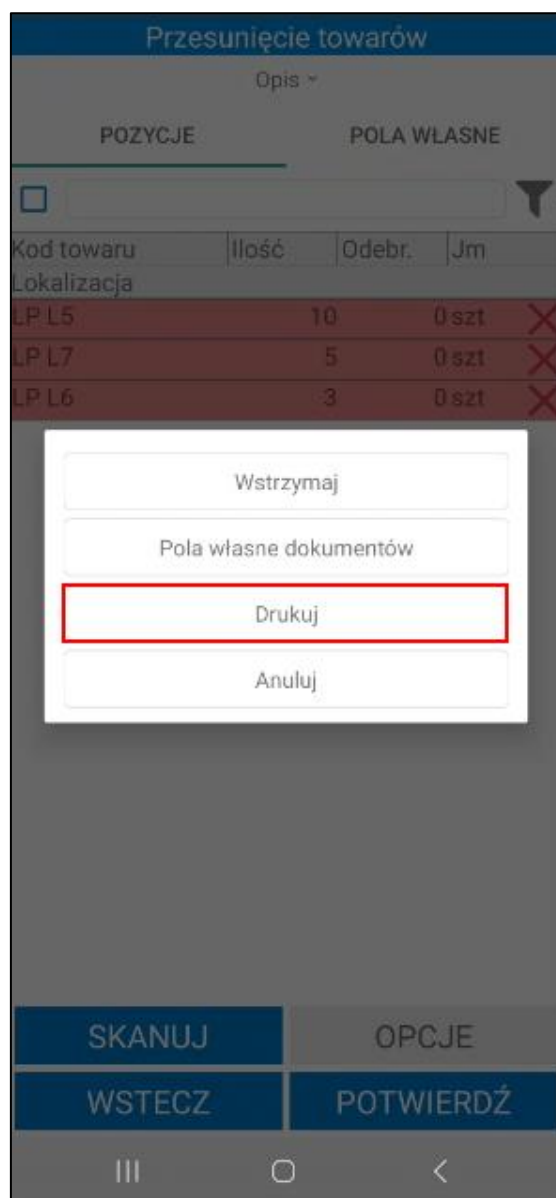 Przesunięcie towarów
Opis
POZYCJE POLA WŁASNE
Kod towaru Ilość Odebr. Jm
Lokalizacja
LP L5 10 0 szt
LP L7 5 0 szt
LP L6 3 0 szt
Wstrzymaj
Pola własne dokumentów
Drukuj
Anuluj
SKANUJ OPCJE
WSTECZ POTWIERDŹ